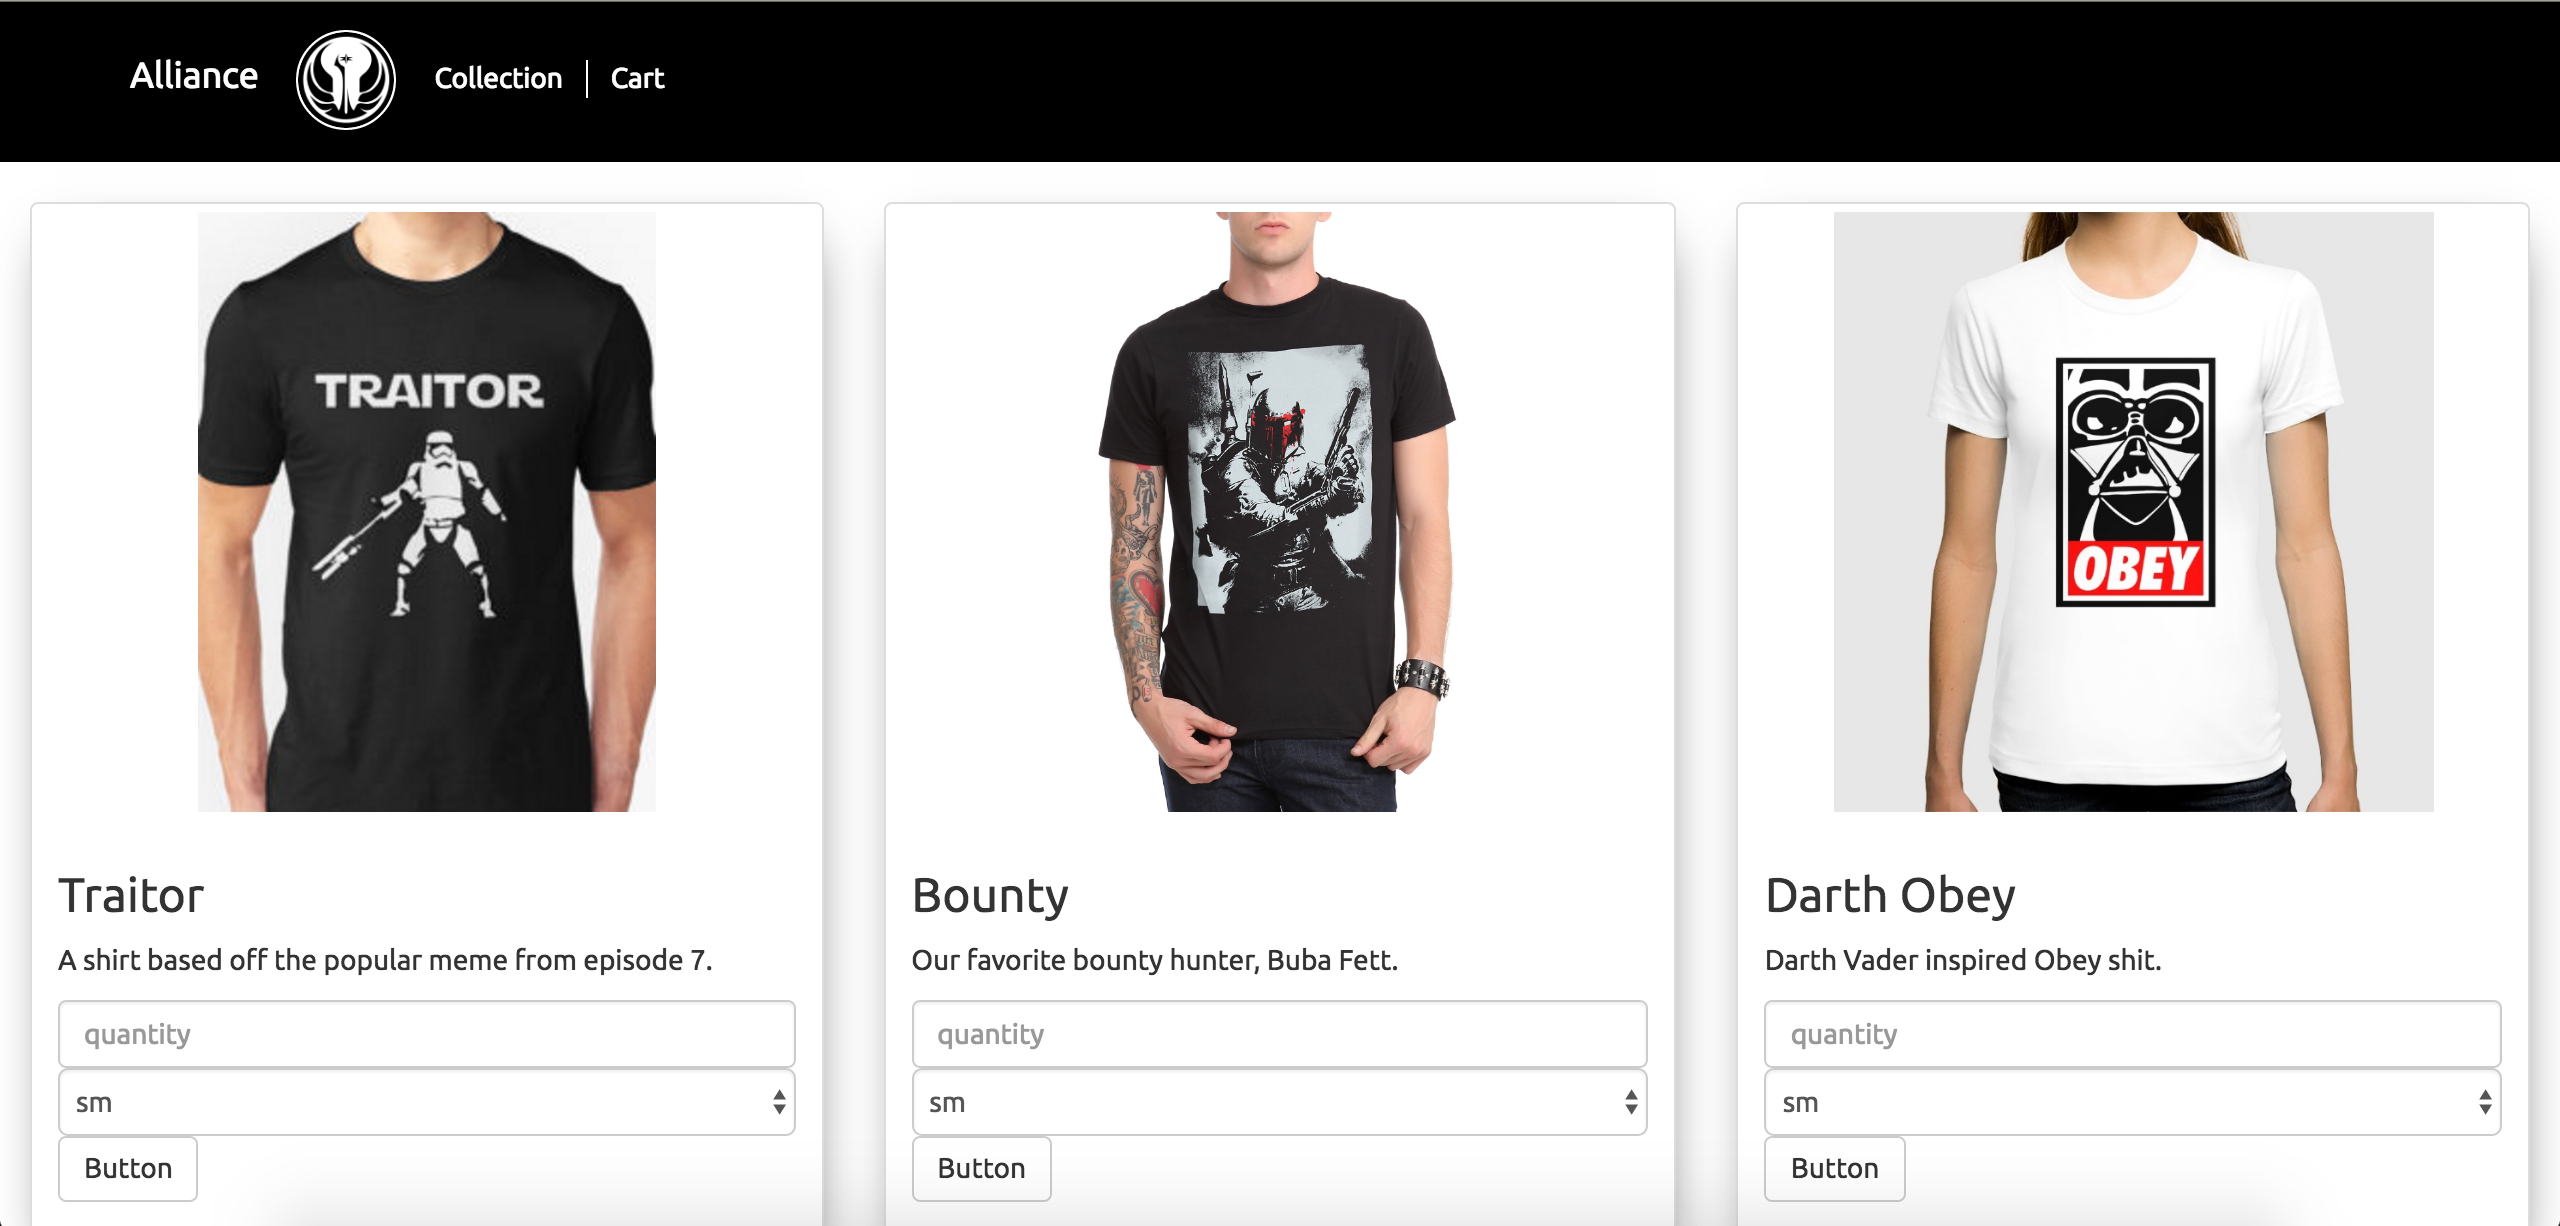 Alliance
Collection | Cart
TRAITOR
OBEY
Traitor
A shirt based off the popular meme from episode 7.
quantity
sm
Button
Bounty
Our favorite bounty hunter, Buba Fett.
quantity
sm
Button
Darth Obey
Darth Vader inspired Obey shit.
quantity
sm
Button